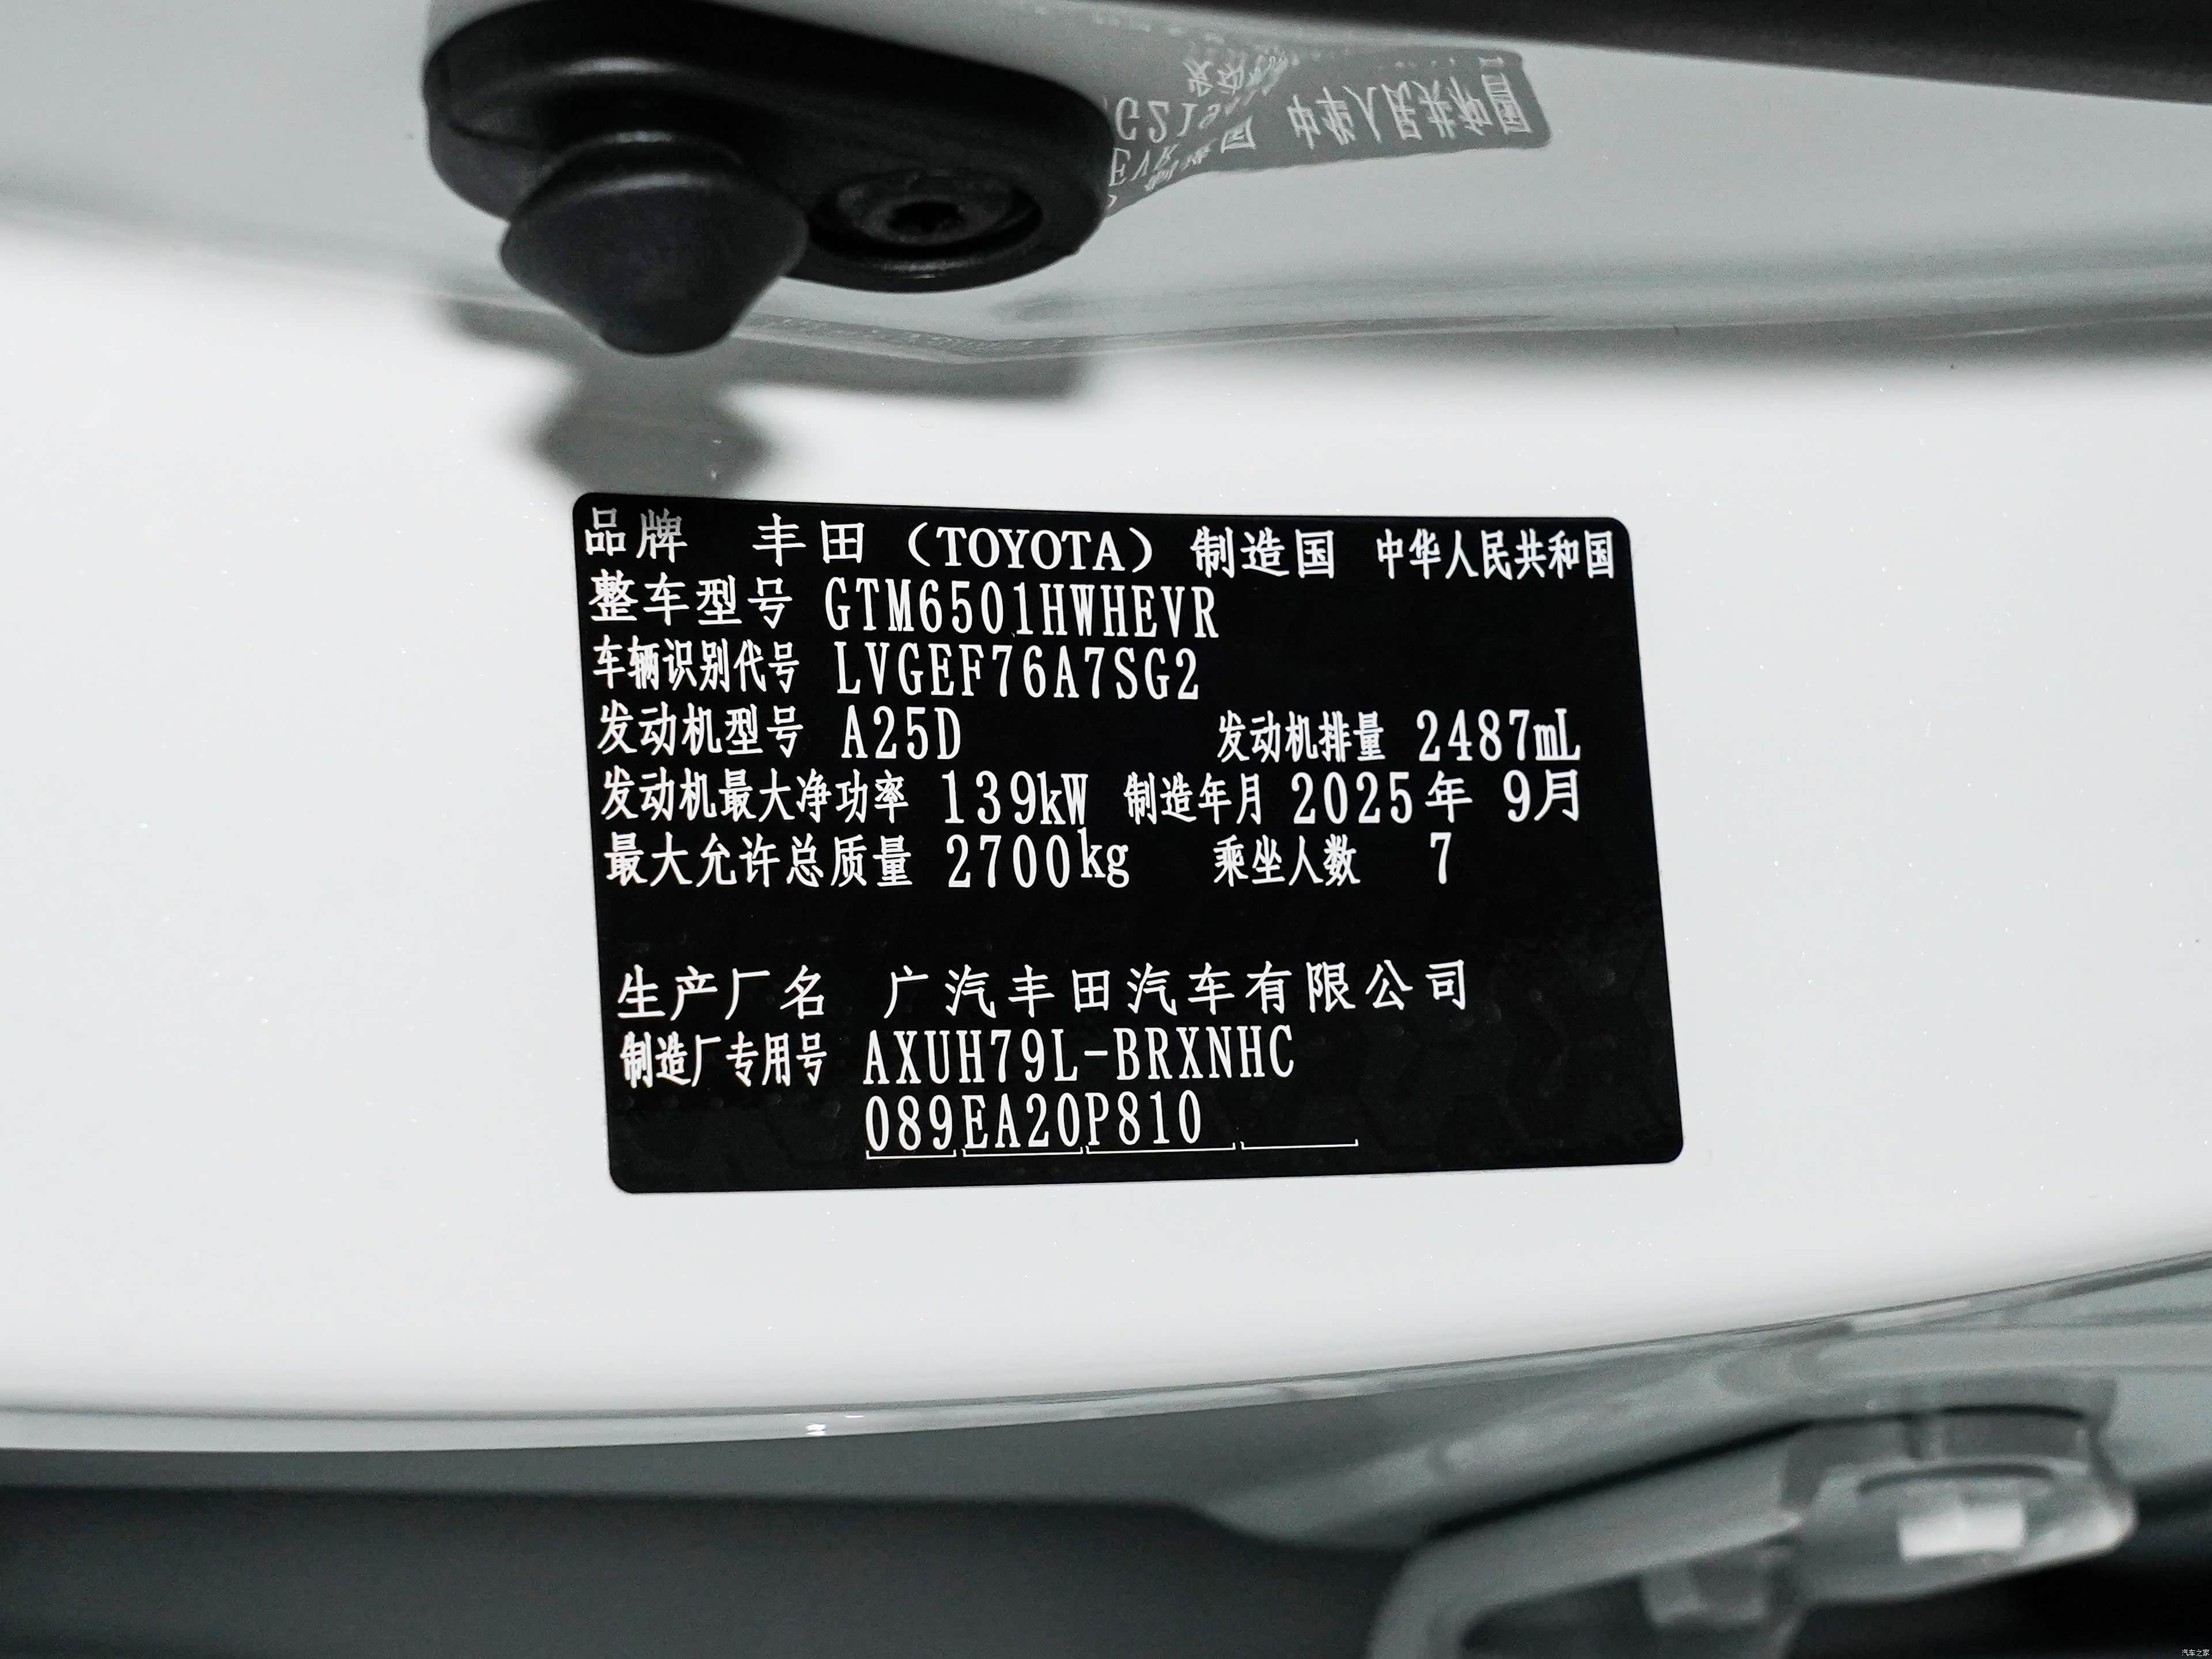 品牌 丰田（TOYOTA） 制造国 中华人民共和国
整车型号 GTM6501HWHEVR
车辆识别代号 LVGEF76A7SG2
发动机型号 A25D 发动机排量 2487mL
发动机最大净功率 139kW 制造年月 2025年 9月
最大允许总质量 2700kg 乘坐人数 7
生产厂名 广汽丰田汽车有限公司
制造厂专用号 AXUH79L-BRXNHC
089EA20P810
汽车之家